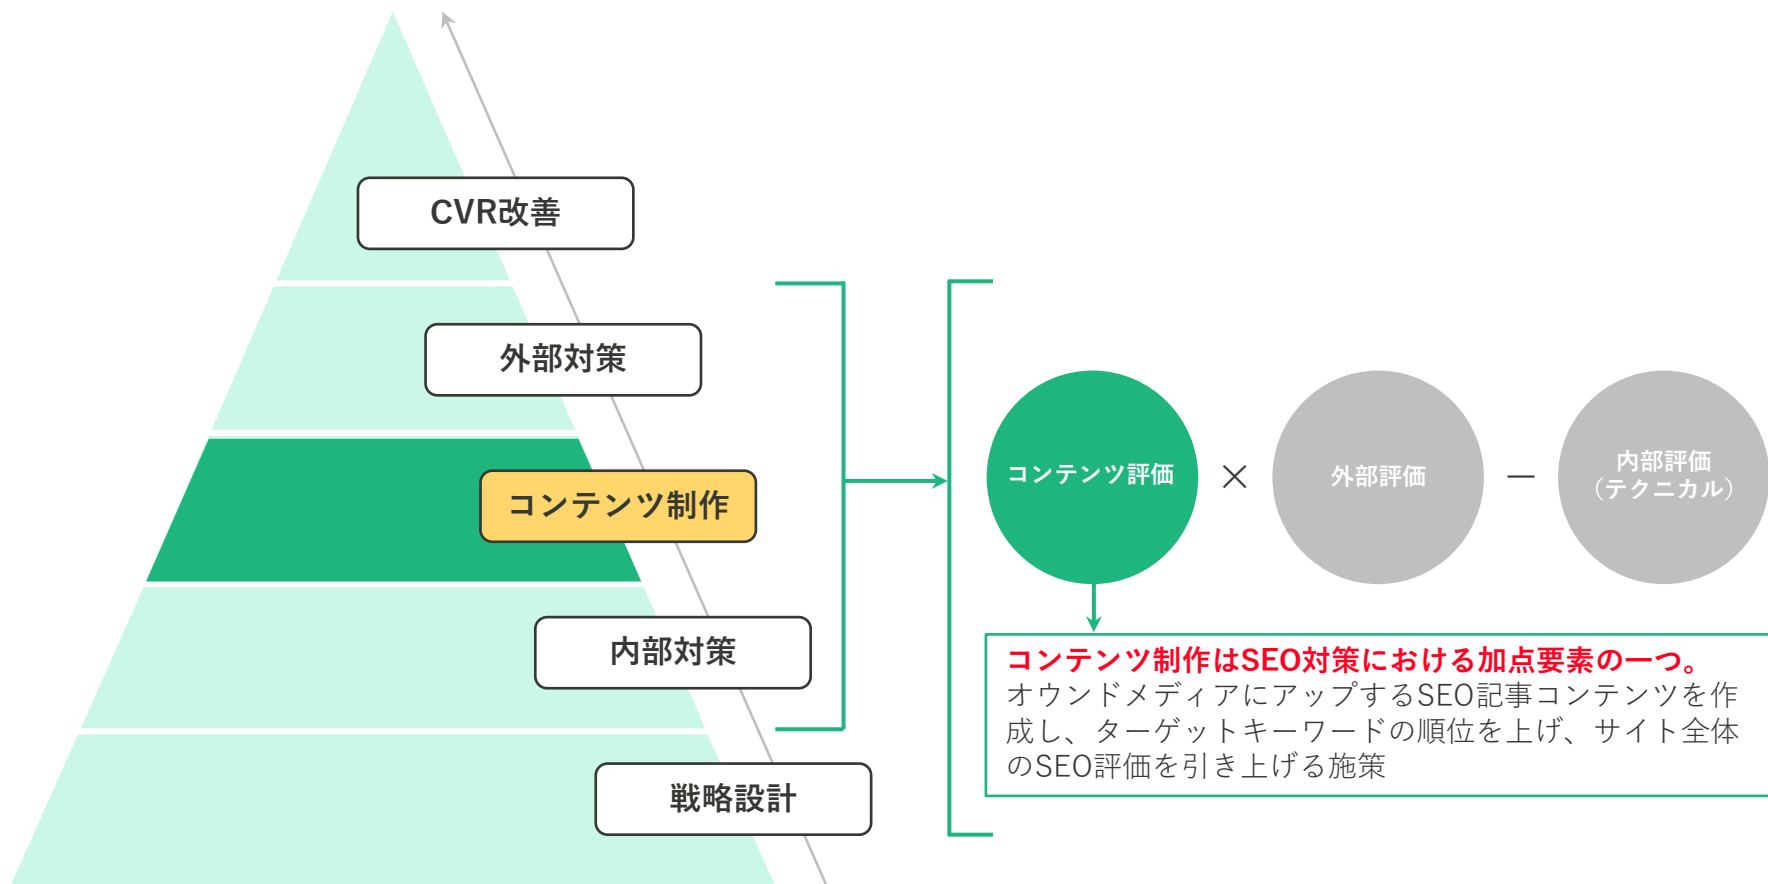 CVR改善
外部対策
コンテンツ制作
内部対策
戦略設計
コンテンツ評価
×
外部評価
―
内部評価
（テクニカル）
コンテンツ制作はSEO対策における加点要素の一つ。
オウンドメディアにアップするSEO記事コンテンツを作
成し、ターゲットキーワードの順位を上げ、サイト全体
のSEO評価を引き上げる施策